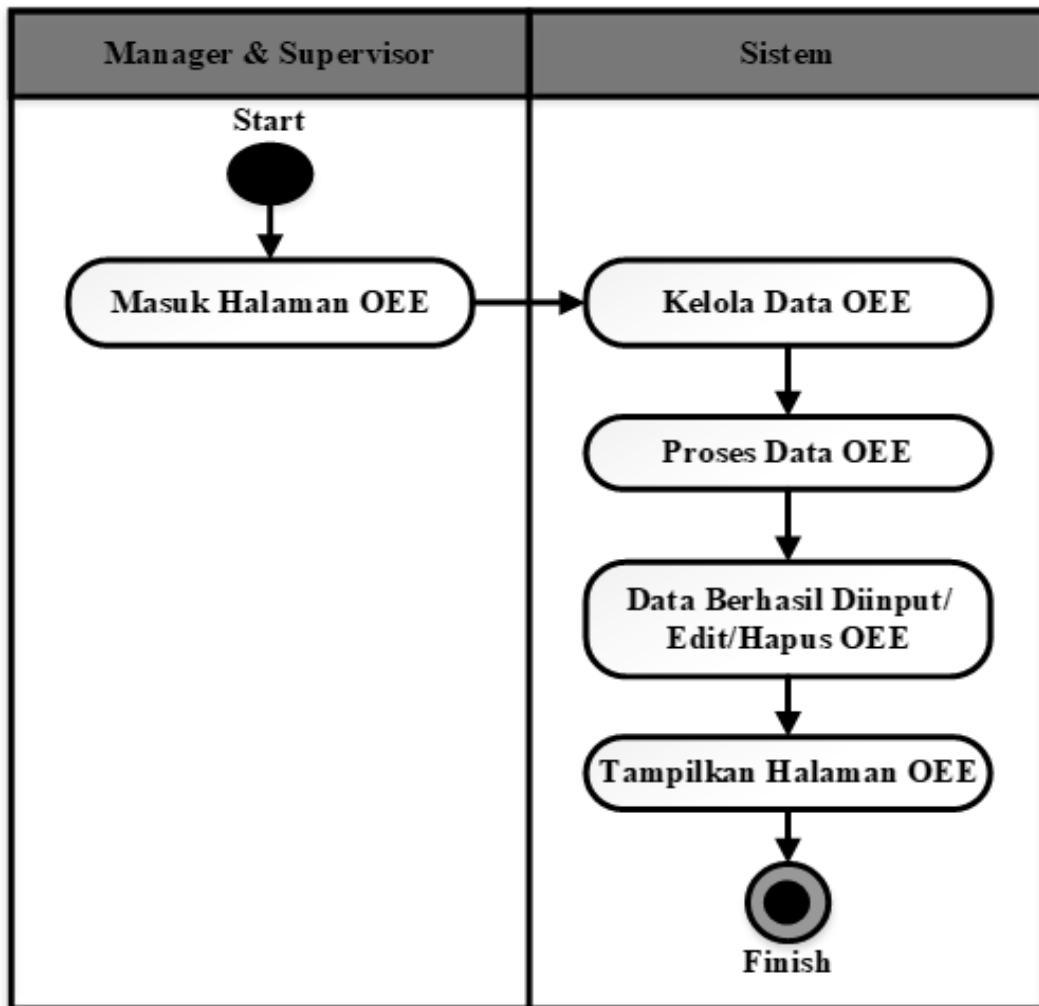 Manager & Supervisor
Sistem
Start
Masuk Halaman OEE
Kelola Data OEE
Proses Data OEE
Data Berhasil Diinput/
Edit/Hapus OEE
Tampilkan Halaman OEE
Finish